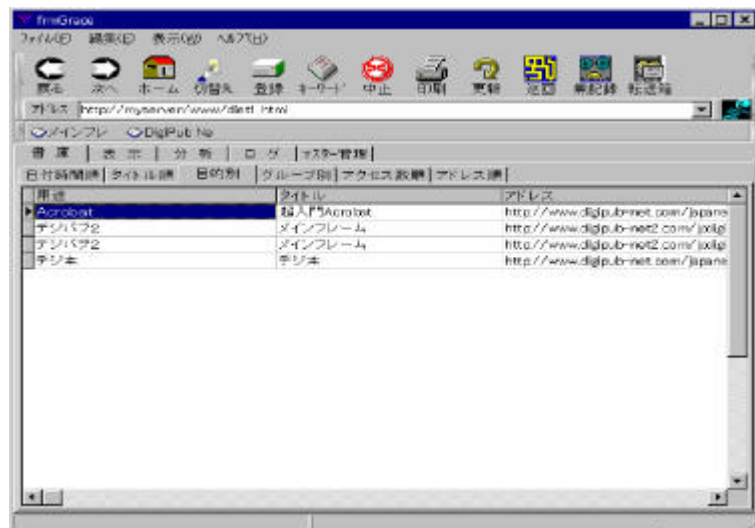 frmGrace
ファイル(F) 編集(E) 表示(W) ヘルプ(H)
戻る 次へ ホーム 切替え 登録 キーワード 中止 印刷 更新 巡回 転送箱
アドレス http://myserver/www/dtest.html
メインフレ DigiPub Ne
書庫 表示 分析 ログ マスター管理
日付時間順 タイトル順 目的別 グループ別 アクセス数順 アドレス順
用途 タイトル アドレス
Acrobat 超入門Acrobat http://www.digipub-net.com/japane
デジパブ2 メインフレーム http://www.digipub-net2.com/
デジパブ2 メインフレーム http://www.digipub-net2.com/
デジ本 デジ本 http://www.digipub-net.com/japane